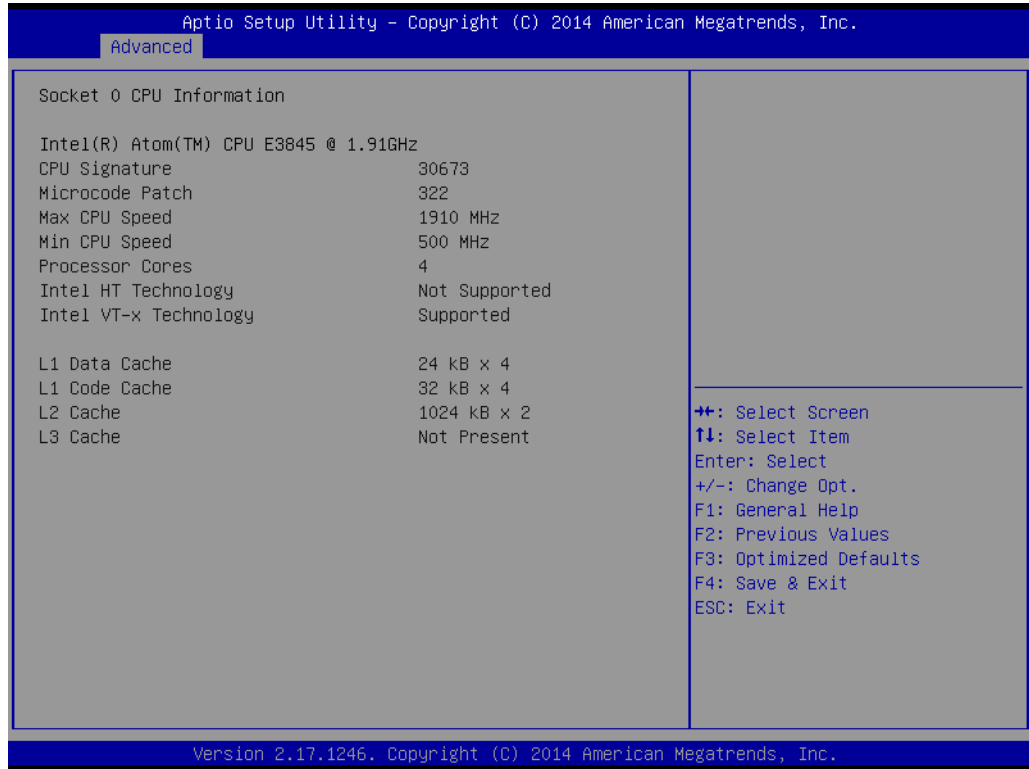 Aptio Setup Utility – Copyright (C) 2014 American Megatrends, Inc.
Advanced
Socket 0 CPU Information
Intel(R) Atom(TM) CPU E3845 @ 1.91GHz
CPU Signature 30673
Microcode Patch 322
Max CPU Speed 1910 MHz
Min CPU Speed 500 MHz
Processor Cores 4
Intel HT Technology Not Supported
Intel VT-x Technology Supported
L1 Data Cache 24 kB x 4
L1 Code Cache 32 kB x 4
L2 Cache 1024 kB x 2
L3 Cache Not Present
→←: Select Screen
↑↓: Select Item
Enter: Select
+/-: Change Opt.
F1: General Help
F2: Previous Values
F3: Optimized Defaults
F4: Save & Exit
ESC: Exit
Version 2.17.1246. Copyright (C) 2014 American Megatrends, Inc.